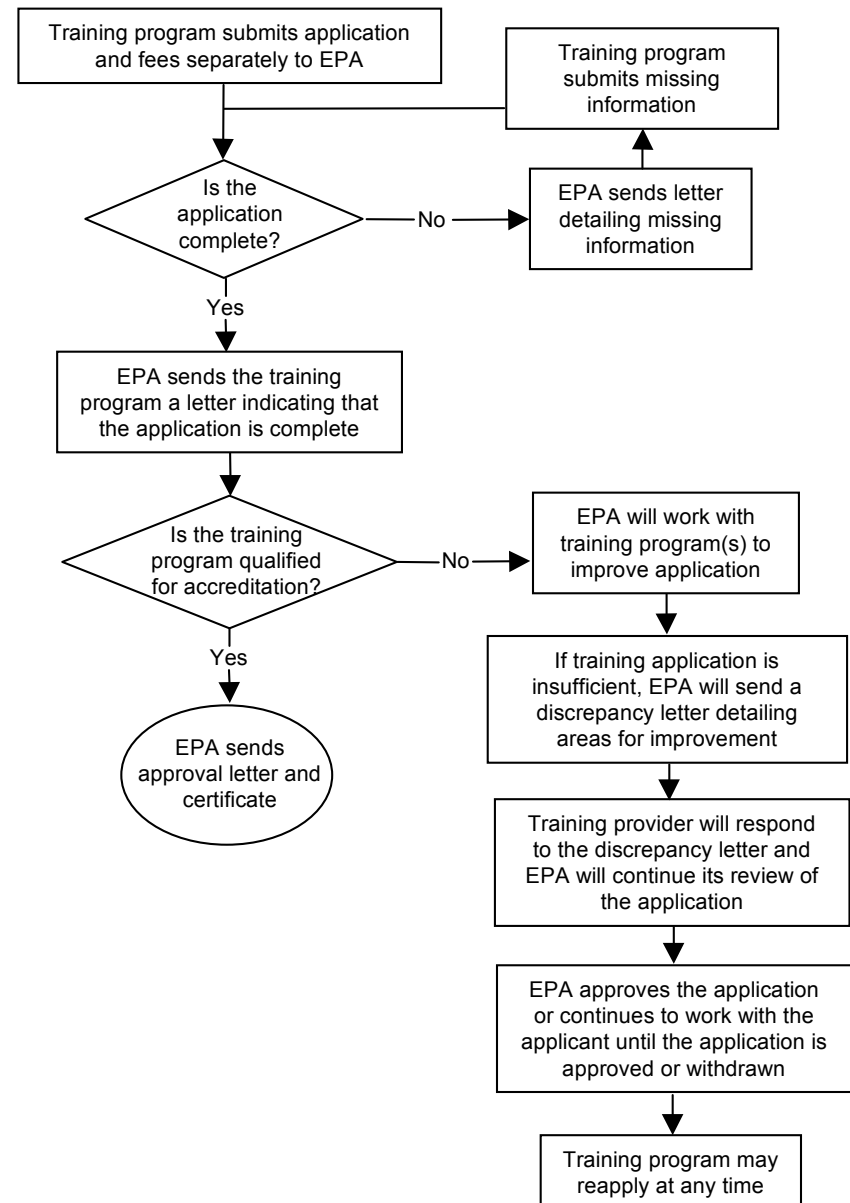 Training program submits application
and fees separately to EPA
Training program
submits missing
information
Is the
application
complete?
No
EPA sends letter
detailing missing
information
Yes
EPA sends the training
program a letter indicating that
the application is complete
Is the training
program qualified
for accreditation?
No
EPA will work with
training program(s) to
improve application
Yes
EPA sends
approval letter and
certificate
If training application is
insufficient, EPA will send a
discrepancy letter detailing
areas for improvement
Training provider will respond
to the discrepancy letter and
EPA will continue its review of
the application
EPA approves the application
or continues to work with the
applicant until the application is
approved or withdrawn
Training program may
reapply at any time